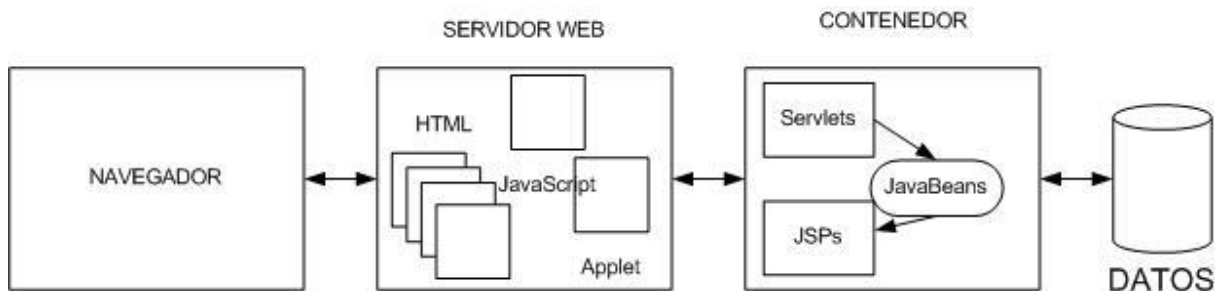 SERVIDOR WEB
CONTENEDOR
NAVEGADOR
HTML
JavaScript
Applet
Servlets
JavaBeans
JSPs
DATOS